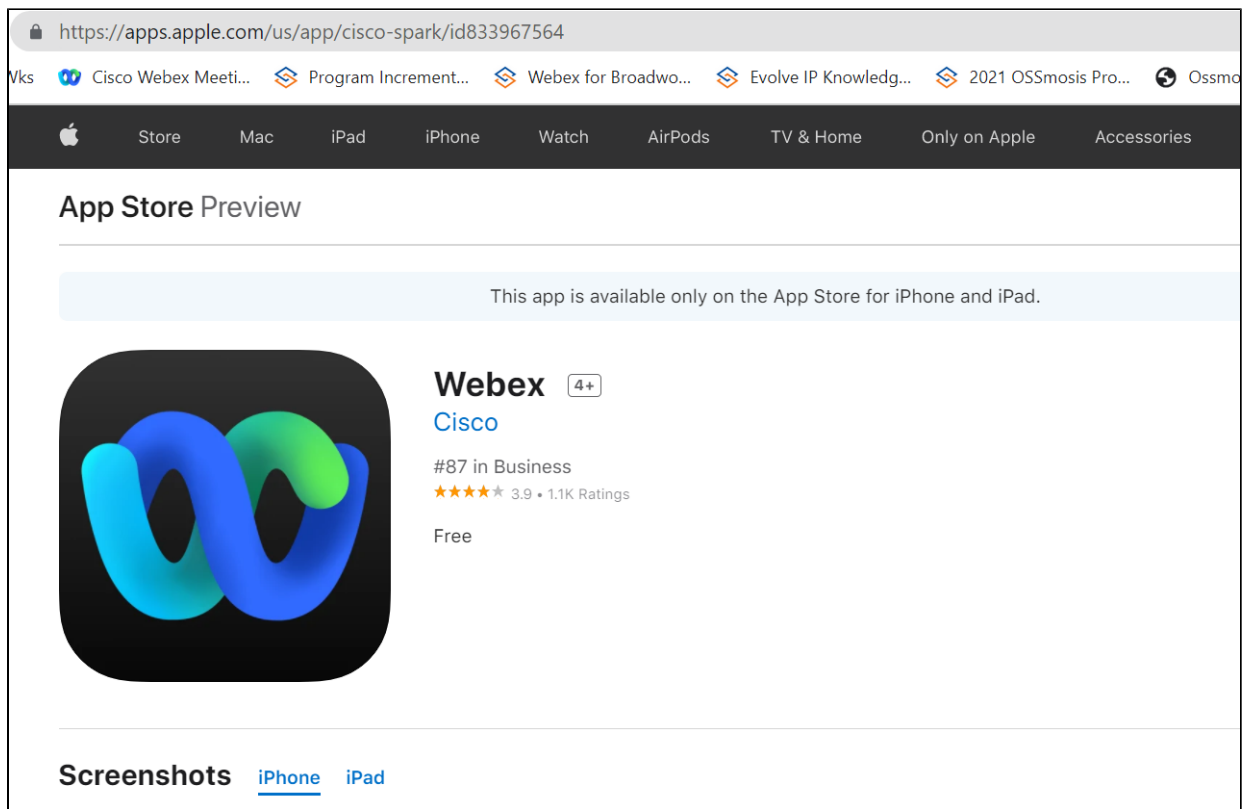 https://apps.apple.com/us/app/cisco-spark/id833967564
Wks Cisco Webex Meeti... Program Increment... Webex for Broadwo... Evolve IP Knowledg... 2021 OSSmosis Pro... Ossmo
Store Mac iPad iPhone Watch AirPods TV & Home Only on Apple Accessories
App Store Preview
This app is available only on the App Store for iPhone and iPad.
Webex 4+
Cisco
#87 in Business
★★★★★ 3.9 • 1.1K Ratings
Free
Screenshots iPhone iPad